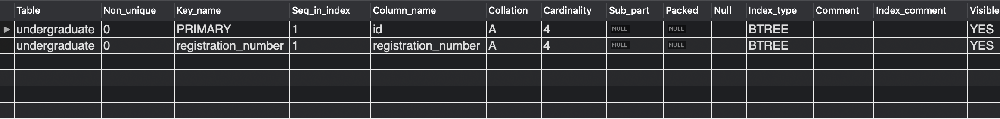 Table Non_unique Key_name Seq_in_index Column_name Collation Cardinality Sub_part Packed Null Index_type Comment Index_comment Visible
undergraduate 0 PRIMARY 1 id A 4 NULL NULL BTREE YES
undergraduate 0 registration_number 1 registration_number A 4 NULL NULL BTREE YES